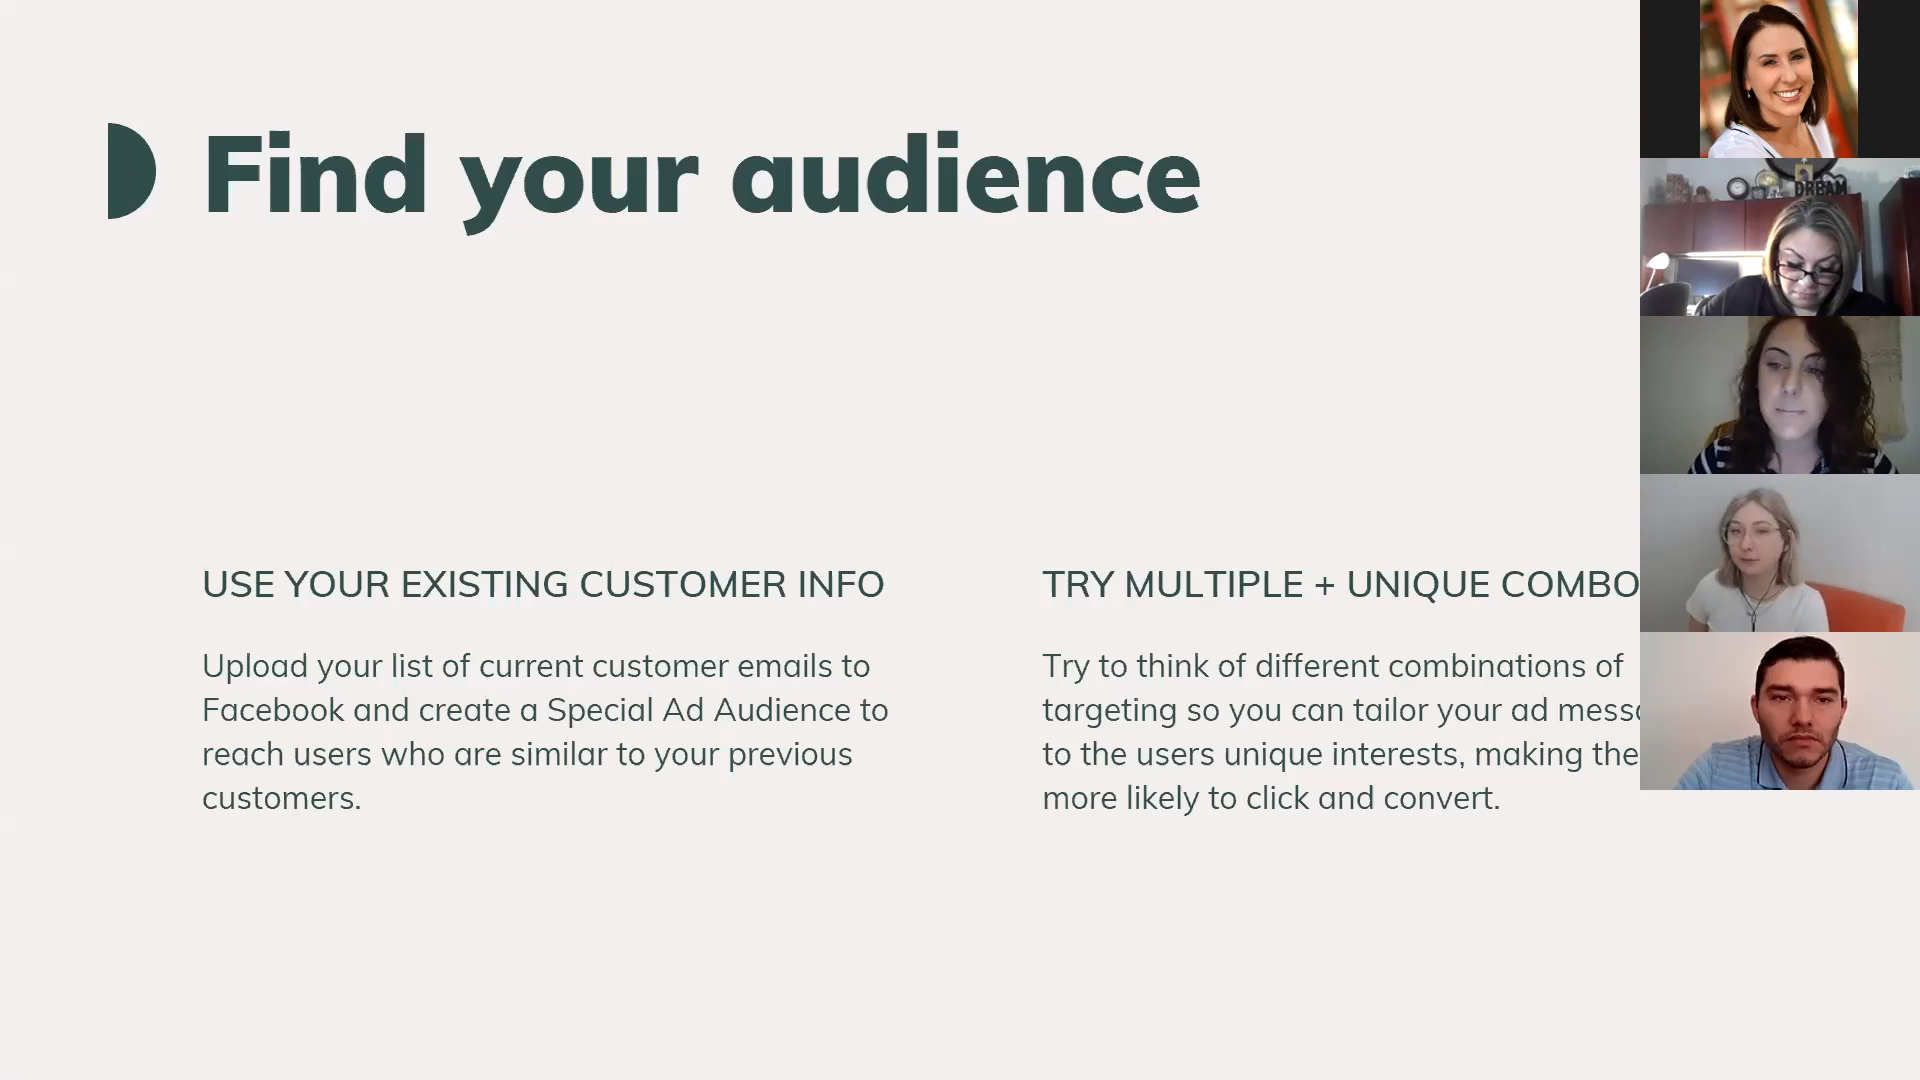 Find your audience
USE YOUR EXISTING CUSTOMER INFO
Upload your list of current customer emails to
Facebook and create a Special Ad Audience to
reach users who are similar to your previous
customers.
TRY MULTIPLE + UNIQUE COMBO
Try to think of different combinations of
targeting so you can tailor your ad
to the users unique interests, making
more likely to click and convert.
DREAM